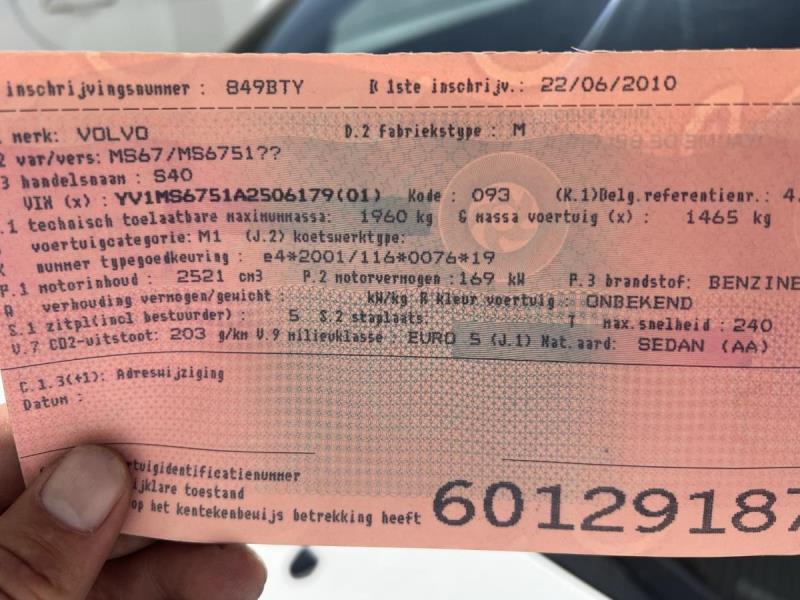 inschrijvingsnummer : 849BTY B 1ste inschrijv.: 22/06/2010
merk: VOLVO D.2 Fabriekstype : M
2 var/vers: MS67/MS6751??
3 handelsnaam : S40
VIN (x) : YV1MS6751A2506179(01) Kode : 093 (K.1)Belg.referentienr.: 4
.1 technisch toelaatbare maximummassa: 1960 kg G massa voertuig (x) : 1465 kg
voertuigcategorie: M1 (J.2) koetswerktype:
K nummer typegoedkeuring : e4*2001/116*0076*19
P.1 motorinhoud : 2521 cm3 P.2 motorvermogen :169 kW P.3 brandstof: BENZINE
Q verhouding vermogen/gewicht : kW/kg R kleur voertuig : ONBEKEND
S.1 zitpl(incl bestuurder) : 5 S.2 staplaats: T max.snelheid : 240
V.7 CO2-uitstoot: 203 g/km V.9 milieuklasse : EURO 5 (J.1) Nat.aard: SEDAN (AA)
C.1.3(+1): Adreswijziging
Datum :
rtuigidentificatienummer
ijklare toestand
op het kentekenbewijs betrekking heeft 60129187